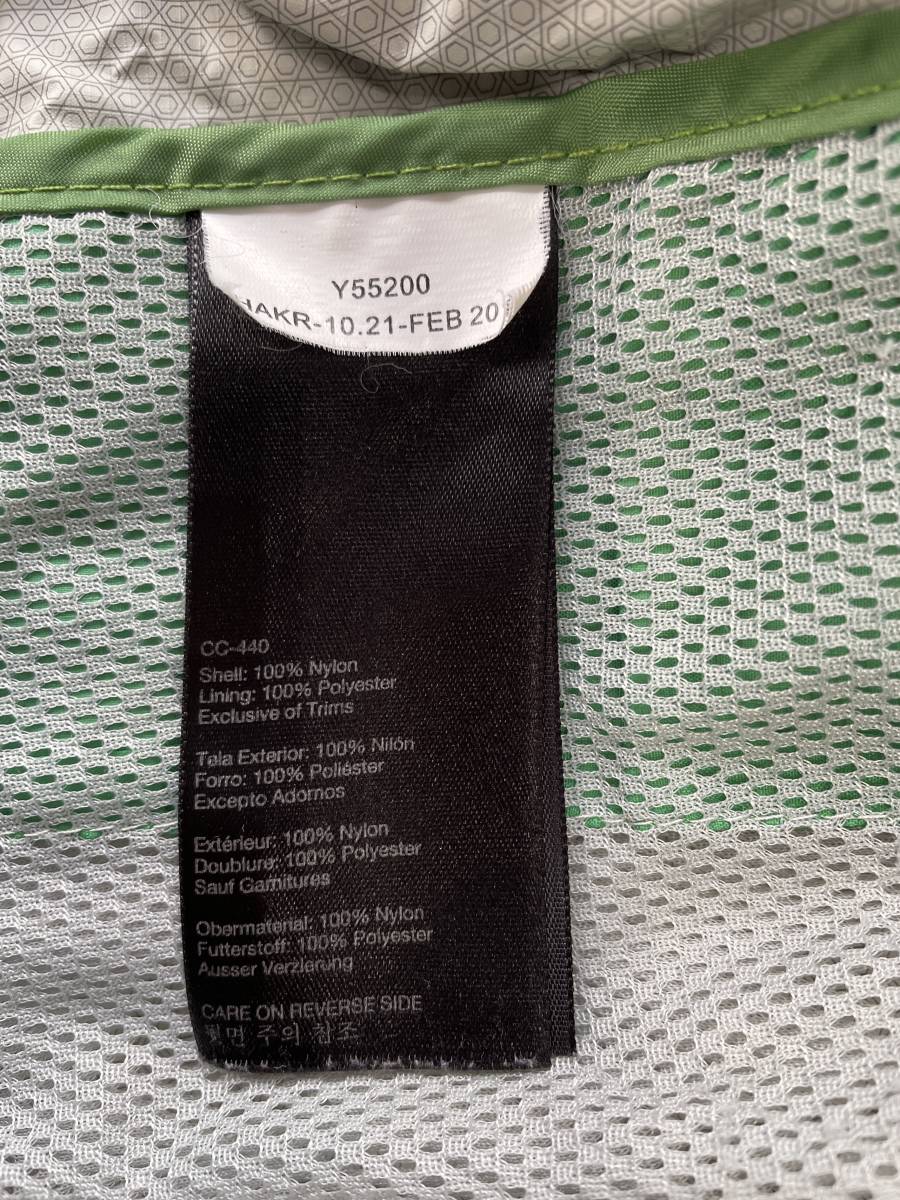 Y55200
HAKR-10.21-FEB 20
CC-440
Shell: 100% Nylon
Lining: 100% Polyester
Exclusive of Trims
Tela Exterior: 100% Nilón
Forro: 100% Poliéster
Excepto Adornos
Extérieur: 100% Nylon
Doublure: 100% Polyester
Sauf Garnitures
Obermaterial: 100% Nylon
Futterstoff: 100% Polyester
Ausser Verzierung
CARE ON REVERSE SIDE
뒷면 주의 참조